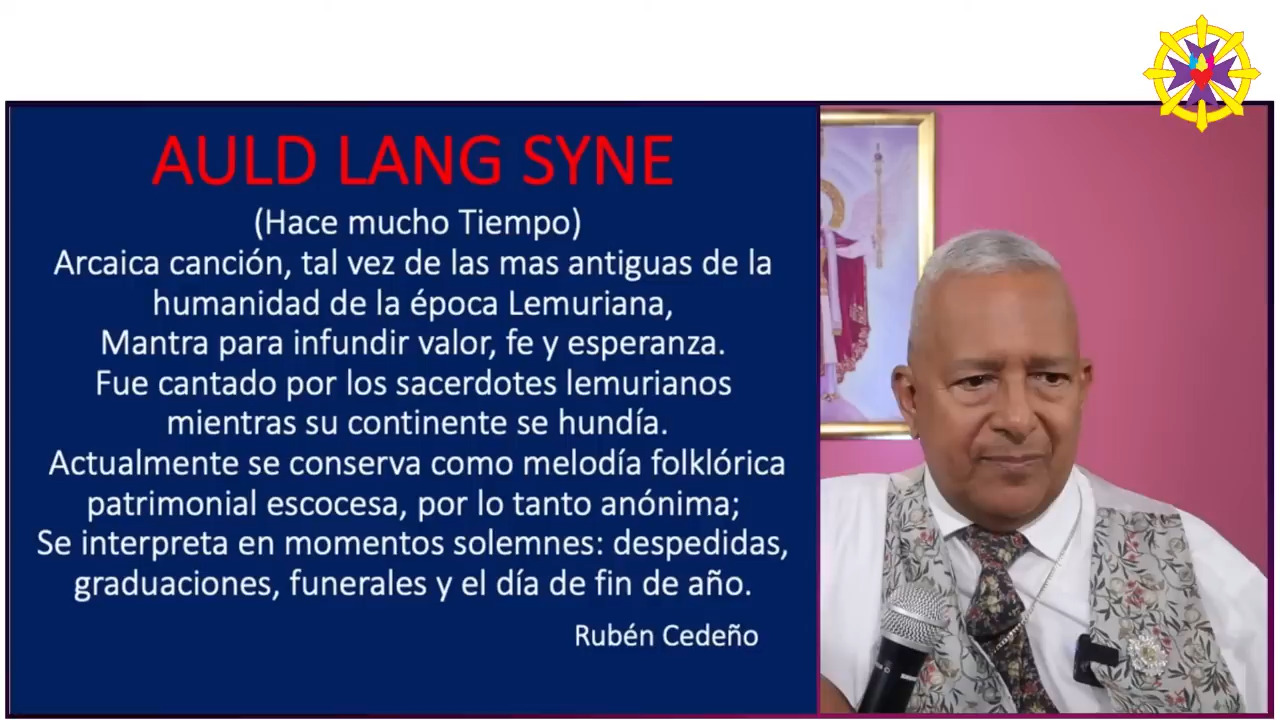 AULD LANG SYNE
(Hace mucho Tiempo)
Arcaica canción, tal vez de las mas antiguas de la
humanidad de la época Lemuriana,
Mantra para infundir valor, fe y esperanza.
Fue cantado por los sacerdotes lemurianos
mientras su continente se hundía.
Actualmente se conserva como melodía folklórica
patrimonial escocesa, por lo tanto anónima;
Se interpreta en momentos solemnes: despedidas,
graduaciones, funerales y el día de fin de año.
Rubén Cedeño